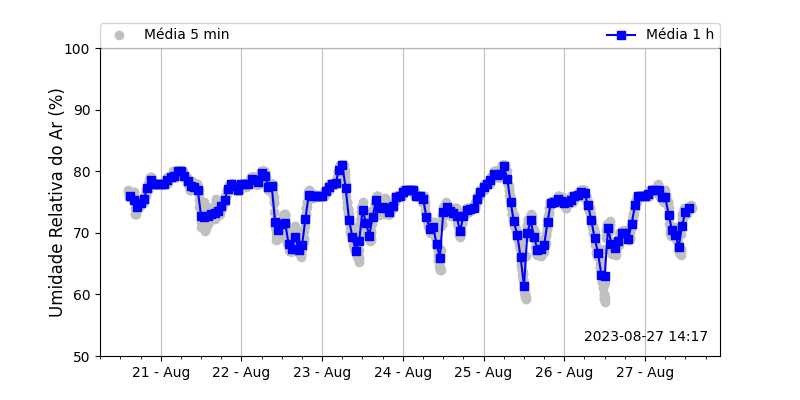 Média 5 min Média 1 h
100
90
80
70
60
50
Umidade Relativa do Ar (%)
2023-08-27 14:17
21 - Aug 22 - Aug 23 - Aug 24 - Aug 25 - Aug 26 - Aug 27 - Aug